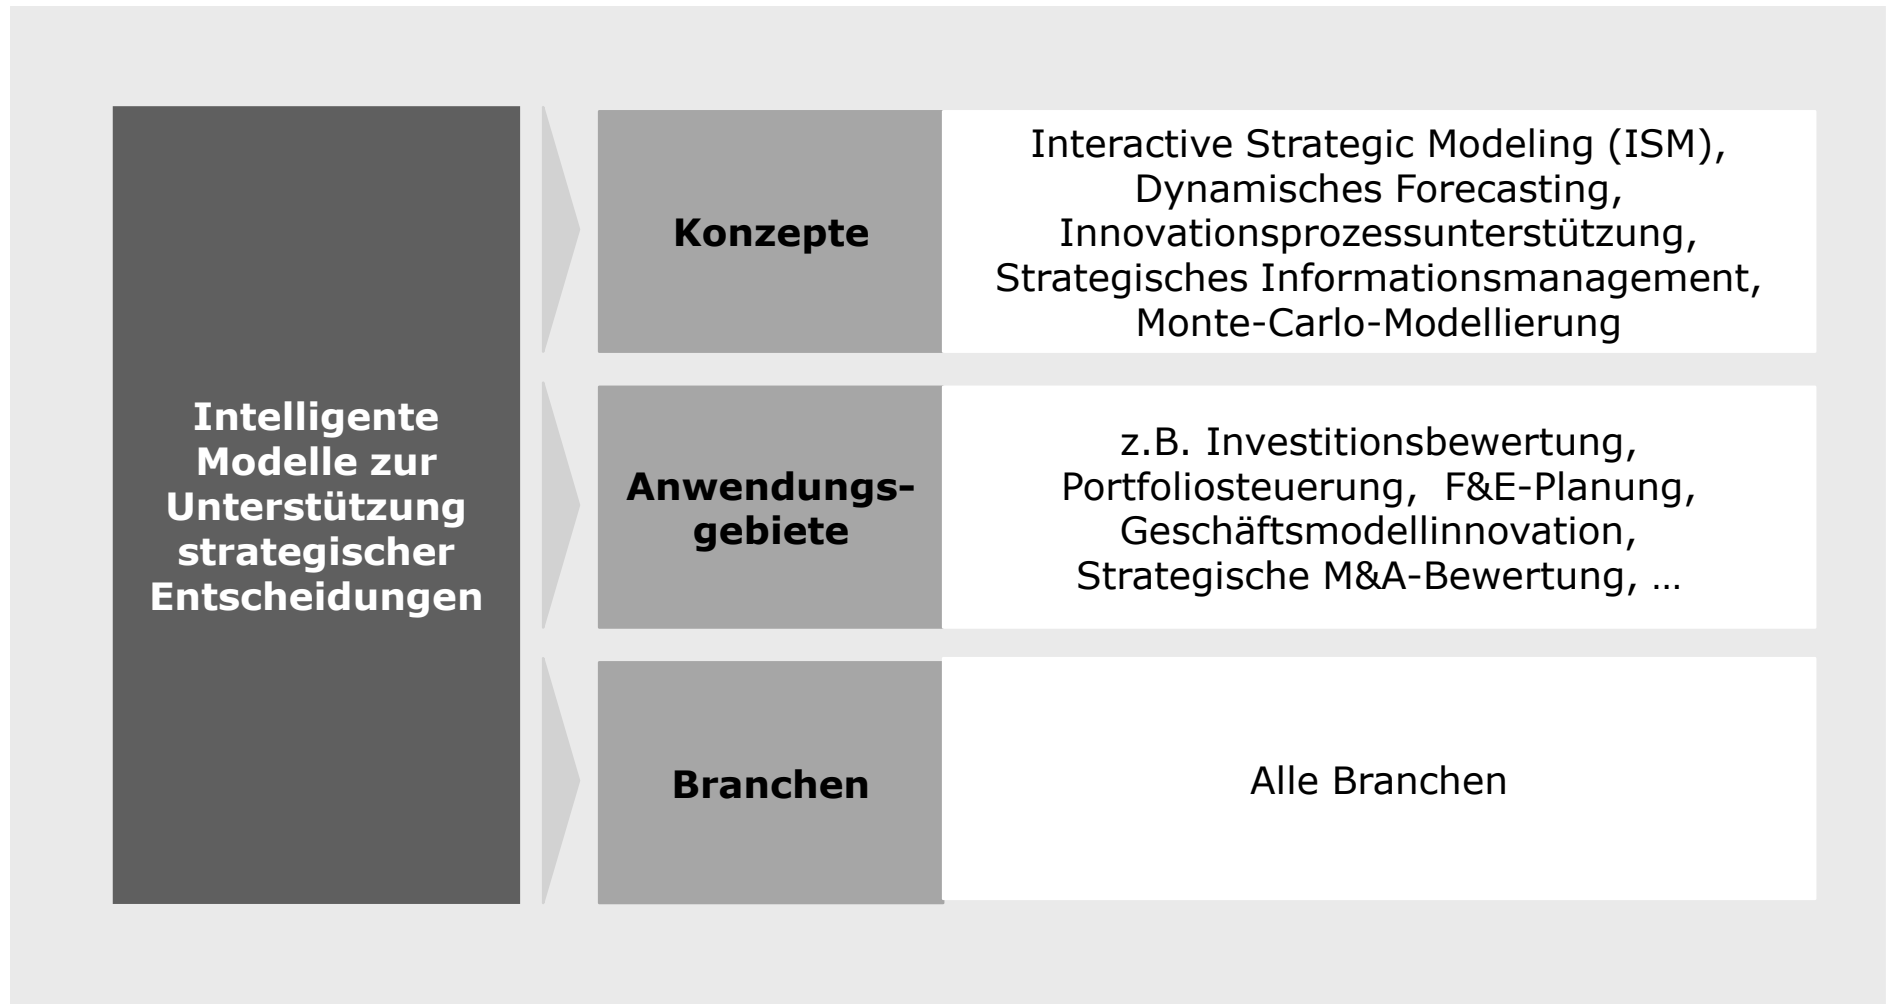 Intelligente
Modelle zur
Unterstützung
strategischer
Entscheidungen
Konzepte
Interactive Strategic Modeling (ISM),
Dynamisches Forecasting,
Innovationsprozessunterstützung,
Strategisches Informationsmanagement,
Monte-Carlo-Modellierung
Anwendungs-
gebiete
z.B. Investitionsbewertung,
Portfoliosteuerung,  F&E-Planung,
Geschäftsmodellinnovation,
Strategische M&A-Bewertung, …
Branchen
Alle Branchen